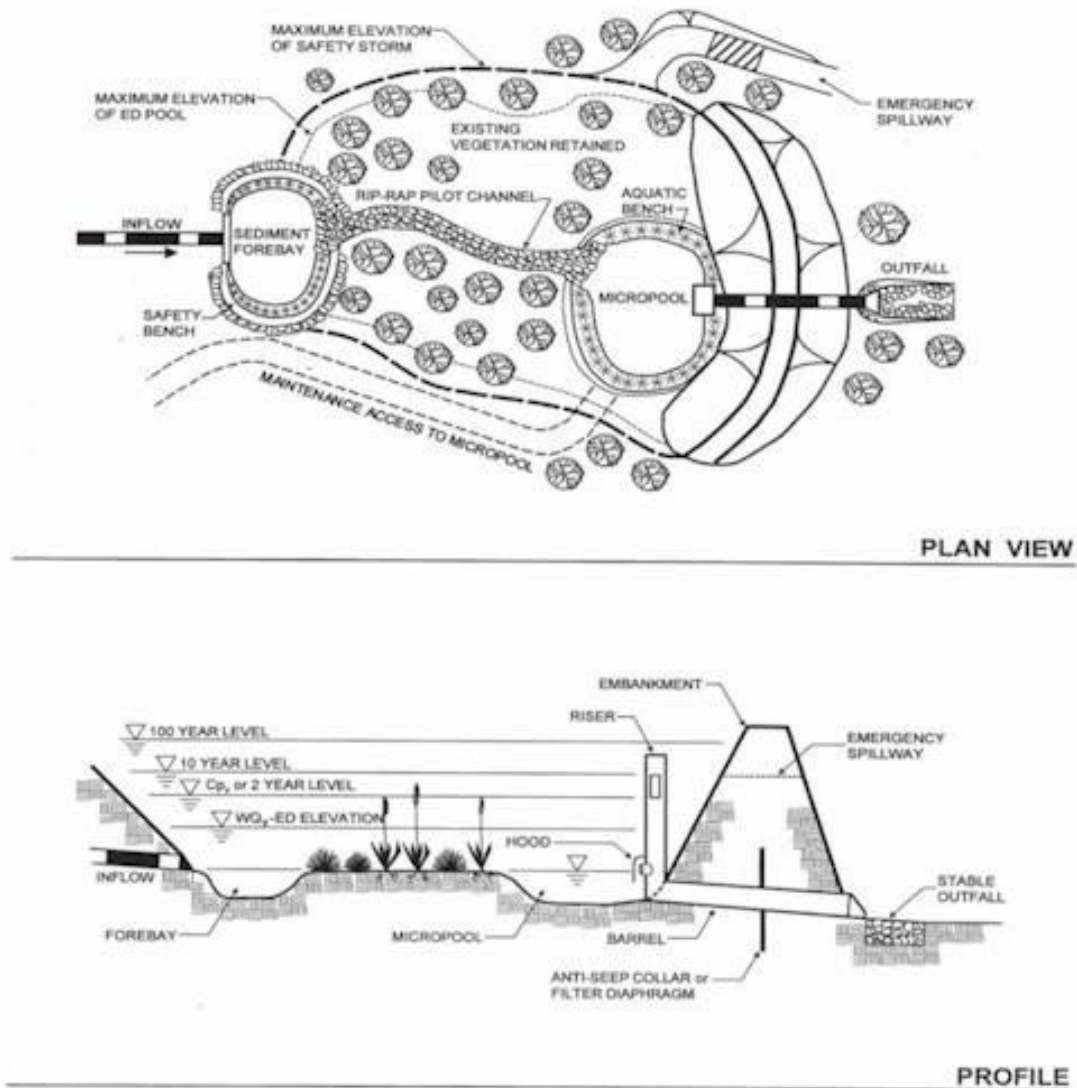 MAXIMUM ELEVATION
OF SAFETY STORM
MAXIMUM ELEVATION
OF ED POOL
EMERGENCY
SPILLWAY
EXISTING
VEGETATION RETAINED
RIP-RAP PILOT CHANNEL
AQUATIC
BENCH
INFLOW
SEDIMENT
FOREBAY
OUTFALL
MICROPOOL
SAFETY
BENCH
MAINTENANCE ACCESS TO MICROPOOL
PLAN VIEW
EMBANKMENT
RISER
100 YEAR LEVEL
EMERGENCY
SPILLWAY
10 YEAR LEVEL
Cpv or 2 YEAR LEVEL
WQv-ED ELEVATION
HOOD
INFLOW
STABLE
OUTFALL
FOREBAY
MICROPOOL
BARREL
ANTI-SEEP COLLAR or
FILTER DIAPHRAGM
PROFILE